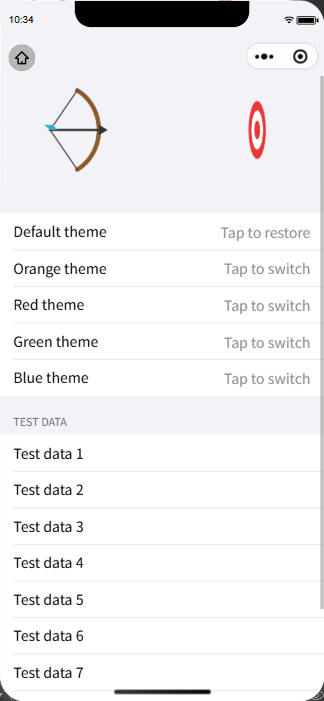 10:34
Default theme Tap to restore
Orange theme Tap to switch
Red theme Tap to switch
Green theme Tap to switch
Blue theme Tap to switch
TEST DATA
Test data 1
Test data 2
Test data 3
Test data 4
Test data 5
Test data 6
Test data 7